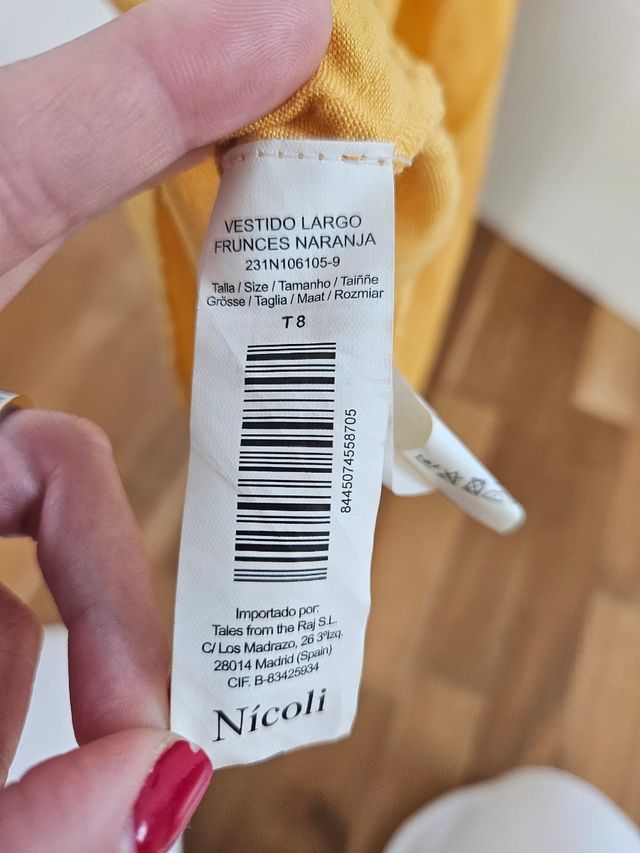 VESTIDO LARGO
FRUNCES NARANJA
231N106105-9
Talla / Size / Tamanho / Taiññe
Grösse / Taglia / Maat / Rozmiar
T 8
8445074558705
Importado por:
Tales from the Raj S.L.
C/ Los Madrazo, 26 3ºIzq.
28014 Madrid (Spain)
CIF. B-83425934
Nícoli